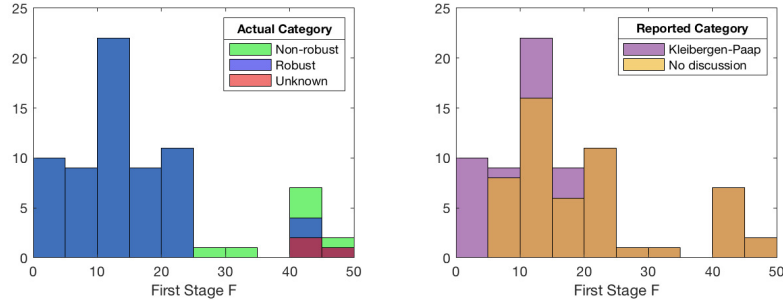 Actual Category
Non-robust
Robust
Unknown
25
20
15
10
5
0
0 10 20 30 40 50
First Stage F
Reported Category
Kleibergen-Paap
No discussion
25
20
15
10
5
0
0 10 20 30 40 50
First Stage F